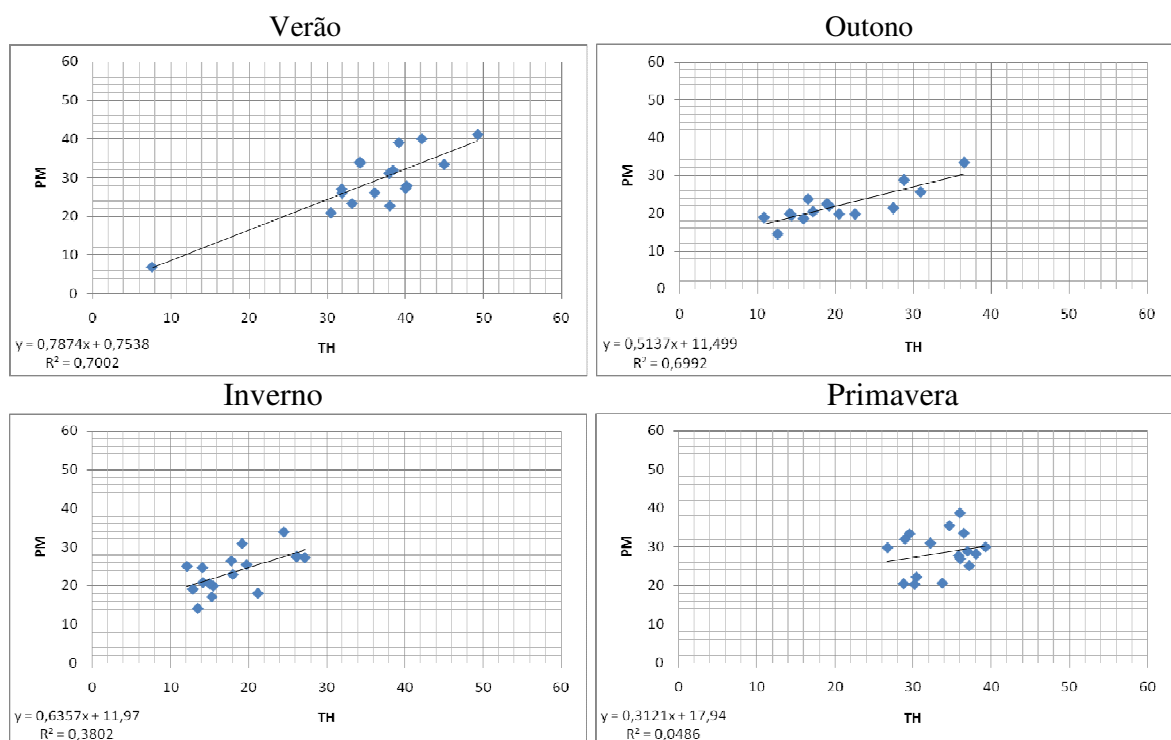 Verão
60
50
40
30
20
10
0
PM
0 10 20 30 40 50 60
TH
y = 0,7874x + 0,7538
R² = 0,7002
Outono
60
50
40
30
20
10
0
PM
0 10 20 30 40 50 60
TH
y = 0,5137x + 11,499
R² = 0,6992
Inverno
60
50
40
30
20
10
0
PM
0 10 20 30 40 50 60
TH
y = 0,6357x + 11,97
R² = 0,3802
Primavera
60
50
40
30
20
10
0
PM
0 10 20 30 40 50 60
TH
y = 0,3121x + 17,94
R² = 0,0486